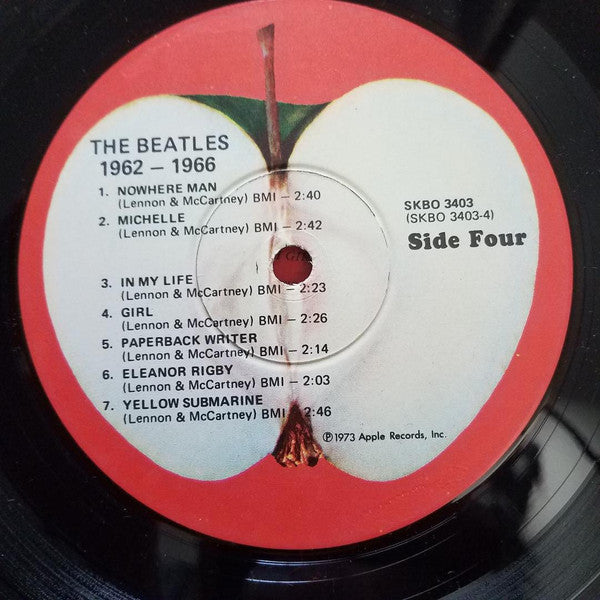 THE BEATLES
1962 – 1966
1. NOWHERE MAN
(Lennon & McCartney) BMI – 2:40
2. MICHELLE
(Lennon & McCartney) BMI – 2:42
3. IN MY LIFE
(Lennon & McCartney) BMI – 2:23
4. GIRL
(Lennon & McCartney) BMI – 2:26
5. PAPERBACK WRITER
(Lennon & McCartney) BMI – 2:14
6. ELEANOR RIGBY
(Lennon & McCartney) BMI – 2:03
7. YELLOW SUBMARINE
(Lennon & McCartney) BMI – 2:46
SKBO 3403
(SKBO 3403-4)
Side Four
Ⓟ1973 Apple Records, Inc.